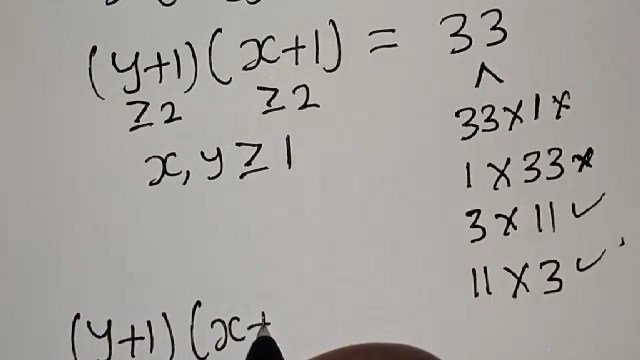 (y+1)(x+1) = 33
≥2 ≥2
x, y ≥ 1
33 x 1 x
1 x 33 x
3 x 11 ✓
11 x 3 ✓
(y+1)(x+